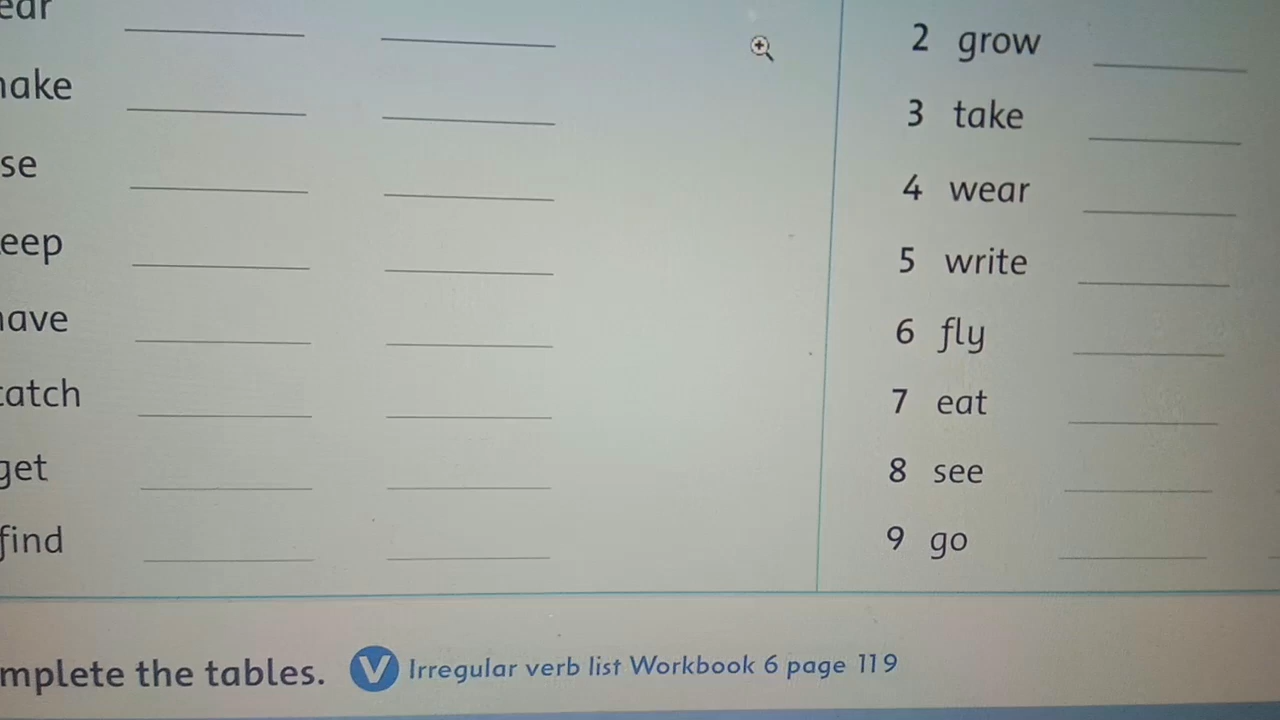 ear
ake
se
eep
ave
atch
get
find
2 grow
3 take
4 wear
5 write
6 fly
7 eat
8 see
9 go
mplete the tables. V Irregular verb list Workbook 6 page 119